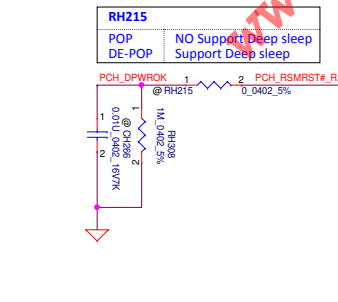 RH215
POP NO Support Deep sleep
DE-POP Support Deep sleep
PCH_DPWROK
1
2
PCH_RSMRST#_R
@ RH215
0_0402_5%
1
2
@ CH266
0.01U_0402_16V7K
1
2
RH308
1M_0402_5%